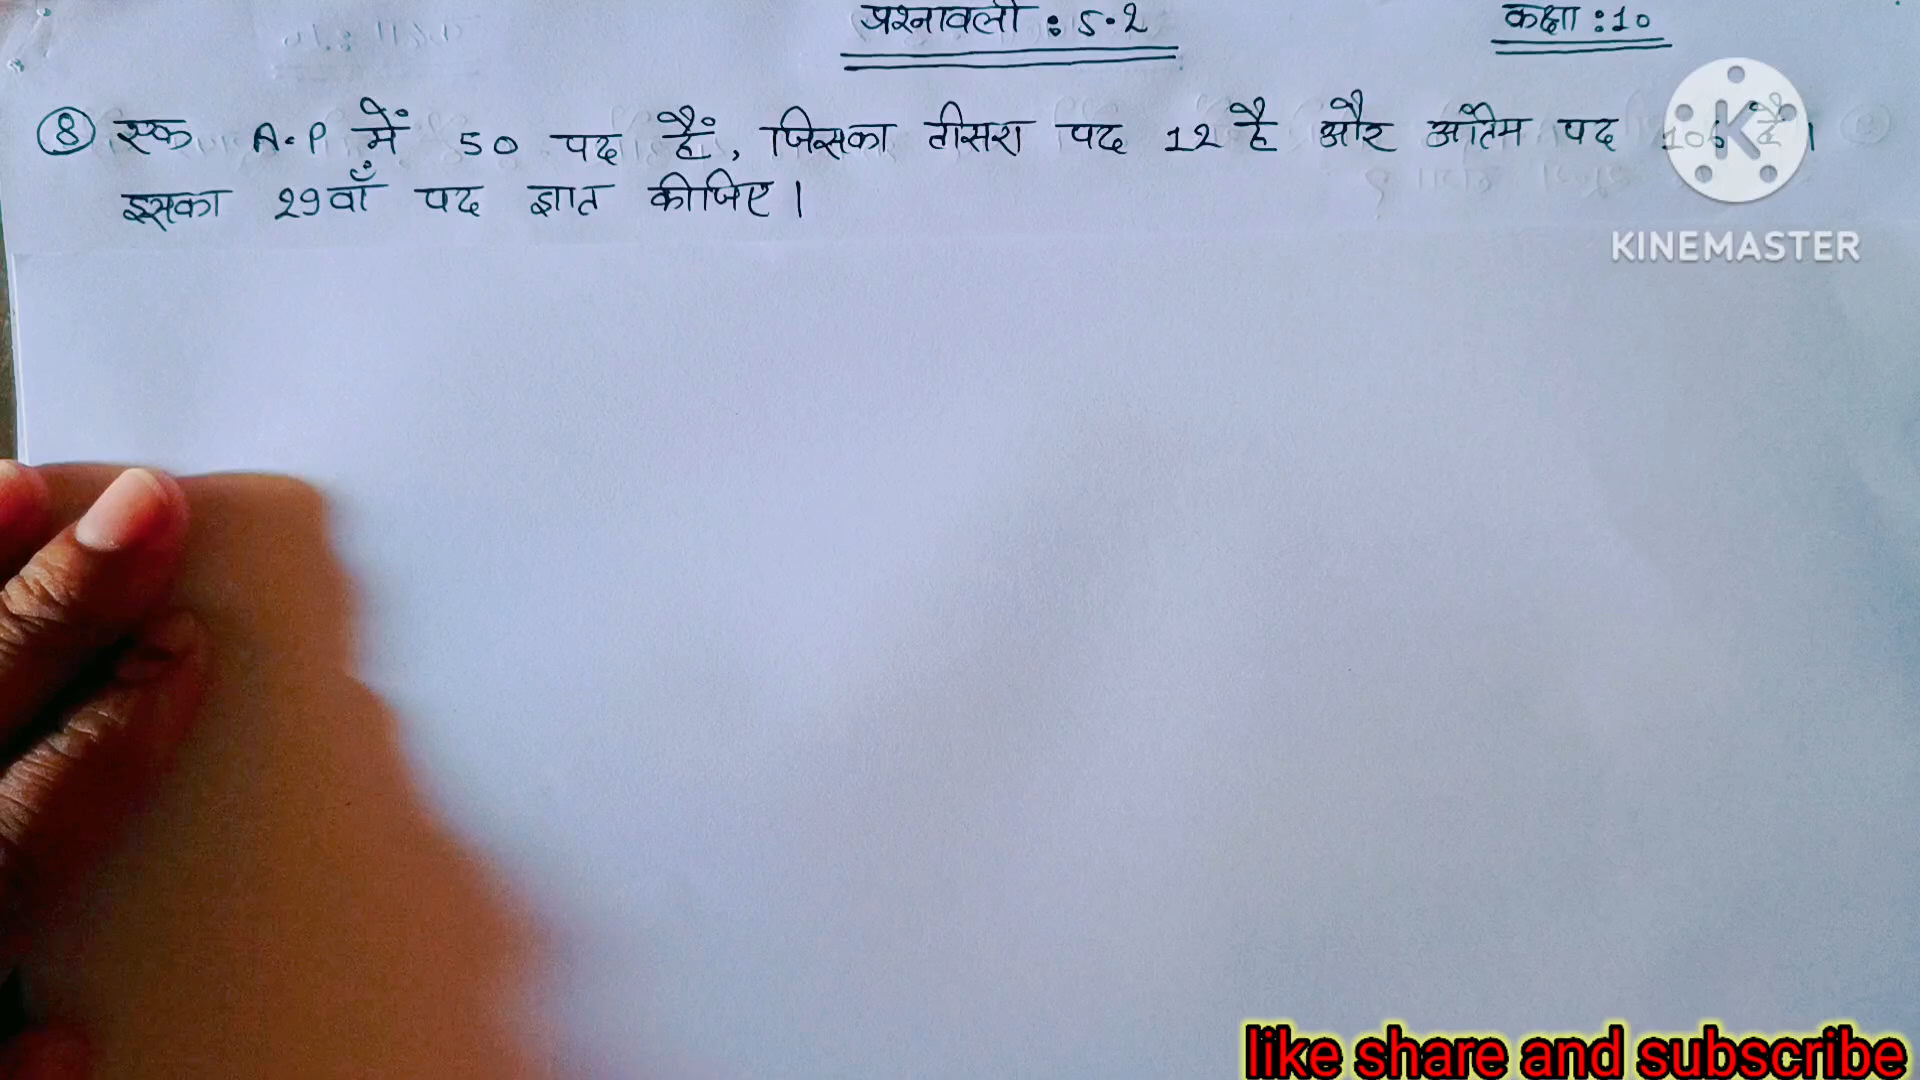 प्रश्नावली : 5.2
कक्षा : 10
⑧ एक A.P में 50 पद हैं, जिसका तीसरा पद 12 है और अंतिम पद 106 है।
इसका 29वाँ पद ज्ञात कीजिए।
KINEMASTER
like share and subscribe